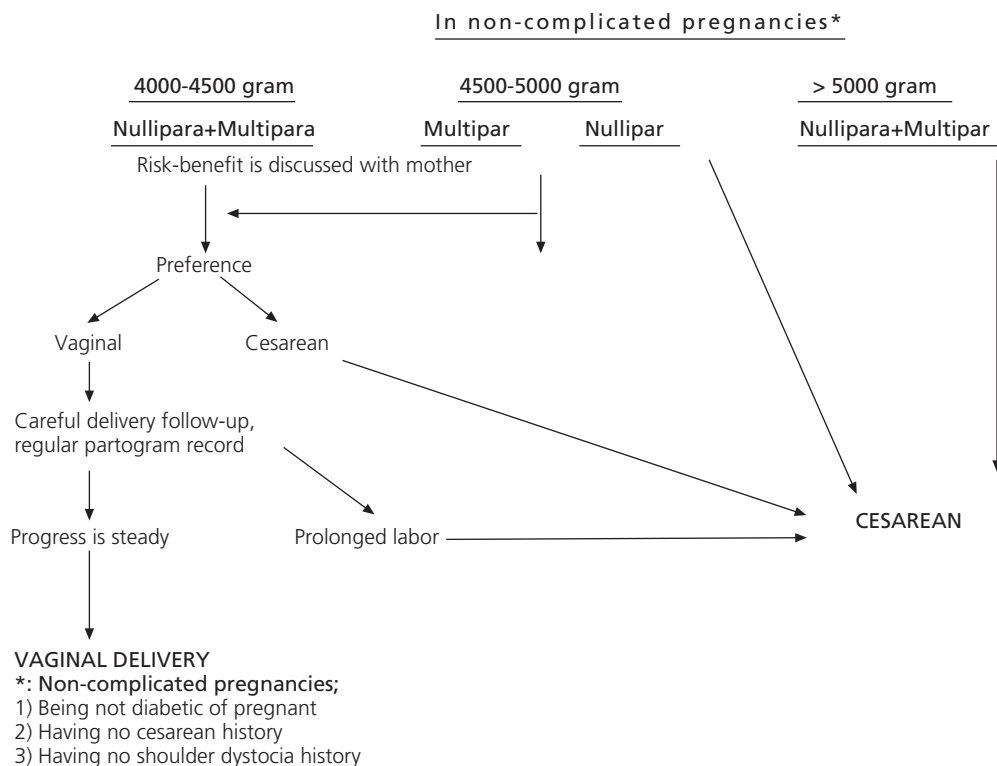 In non-complicated pregnancies*
4000-4500 gram 4500-5000 gram > 5000 gram
Nullipara+Multipara Multipar Nullipar Nullipara+Multipar
Risk-benefit is discussed with mother
Preference
Vaginal Cesarean
Careful delivery follow-up,
regular partogram record
CESAREAN
Progress is steady Prolonged labor
VAGINAL DELIVERY
*: Non-complicated pregnancies;
1) Being not diabetic of pregnant
2) Having no cesarean history
3) Having no shoulder dystocia history